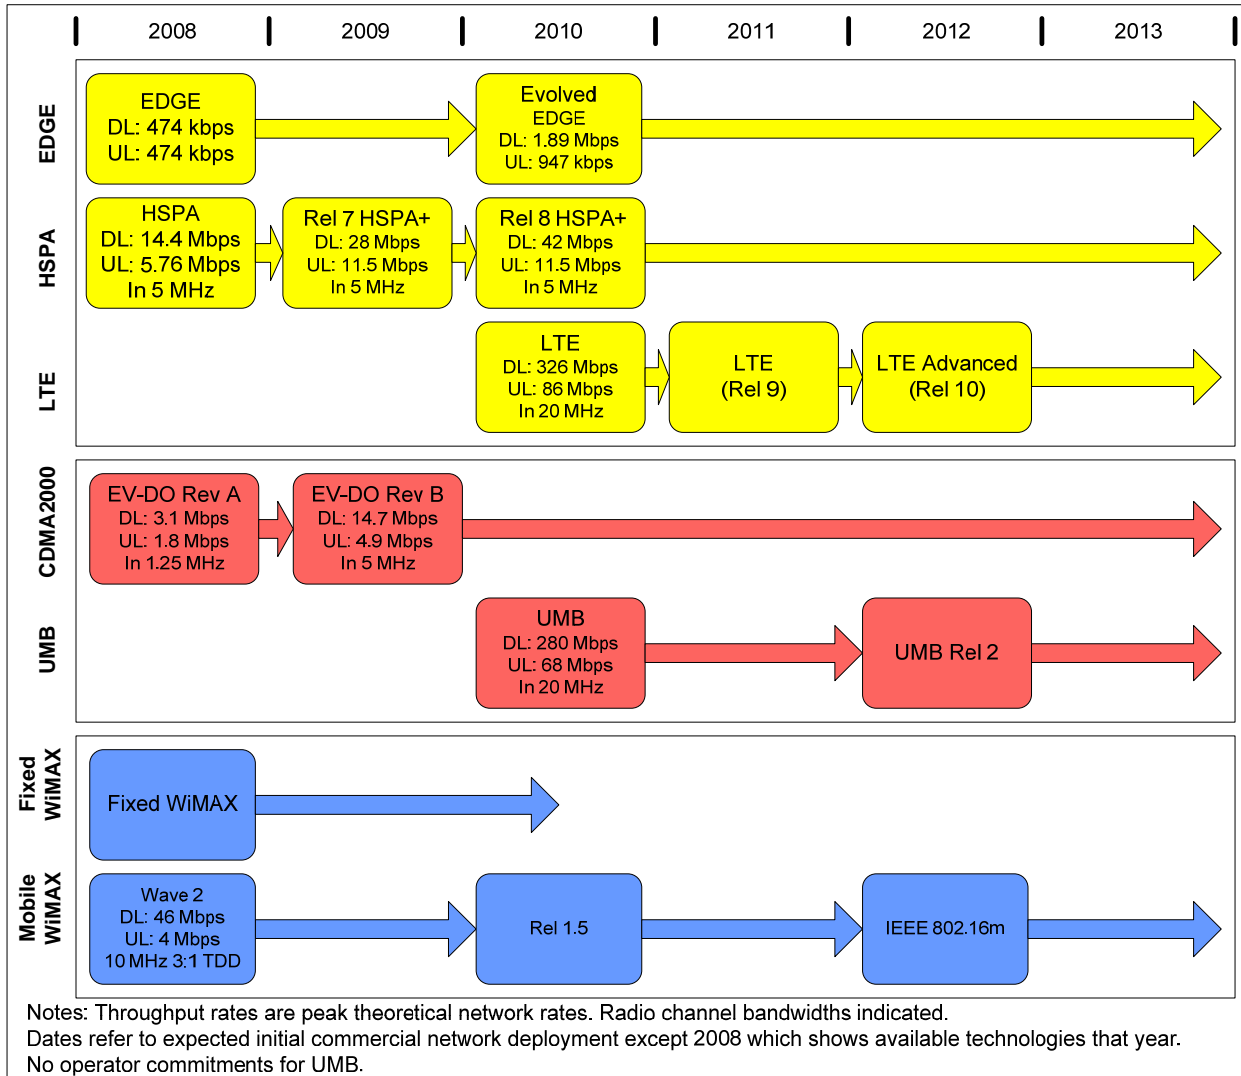 2008 2009 2010 2011 2012 2013
EDGE
EDGE
DL: 474 kbps
UL: 474 kbps
Evolved
EDGE
DL: 1.89 Mbps
UL: 947 kbps
HSPA
HSPA
DL: 14.4 Mbps
UL: 5.76 Mbps
In 5 MHz
Rel 7 HSPA+
DL: 28 Mbps
UL: 11.5 Mbps
In 5 MHz
Rel 8 HSPA+
DL: 42 Mbps
UL: 11.5 Mbps
In 5 MHz
LTE
LTE
DL: 326 Mbps
UL: 86 Mbps
In 20 MHz
LTE
(Rel 9)
LTE Advanced
(Rel 10)
CDMA2000
EV-DO Rev A
DL: 3.1 Mbps
UL: 1.8 Mbps
In 1.25 MHz
EV-DO Rev B
DL: 14.7 Mbps
UL: 4.9 Mbps
In 5 MHz
UMB
UMB
DL: 280 Mbps
UL: 68 Mbps
In 20 MHz
UMB Rel 2
Fixed
WiMAX
Fixed WiMAX
Mobile
WiMAX
Wave 2
DL: 46 Mbps
UL: 4 Mbps
10 MHz 3:1 TDD
Rel 1.5
IEEE 802.16m
Notes: Throughput rates are peak theoretical network rates. Radio channel bandwidths indicated.
Dates refer to expected initial commercial network deployment except 2008 which shows available technologies that year.
No operator commitments for UMB.